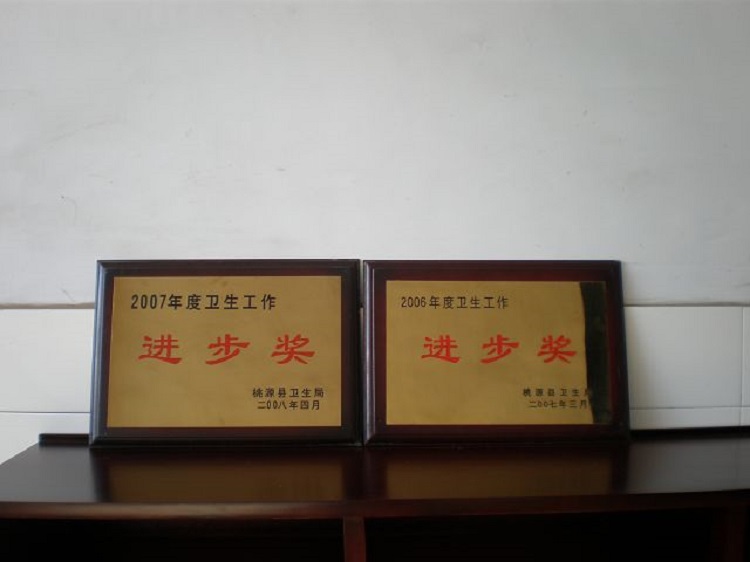 2007年度卫生工作
进步奖
桃源县卫生局
二00八年四月
2006年度卫生工作
进步奖
桃源县卫生局
二00七年三月